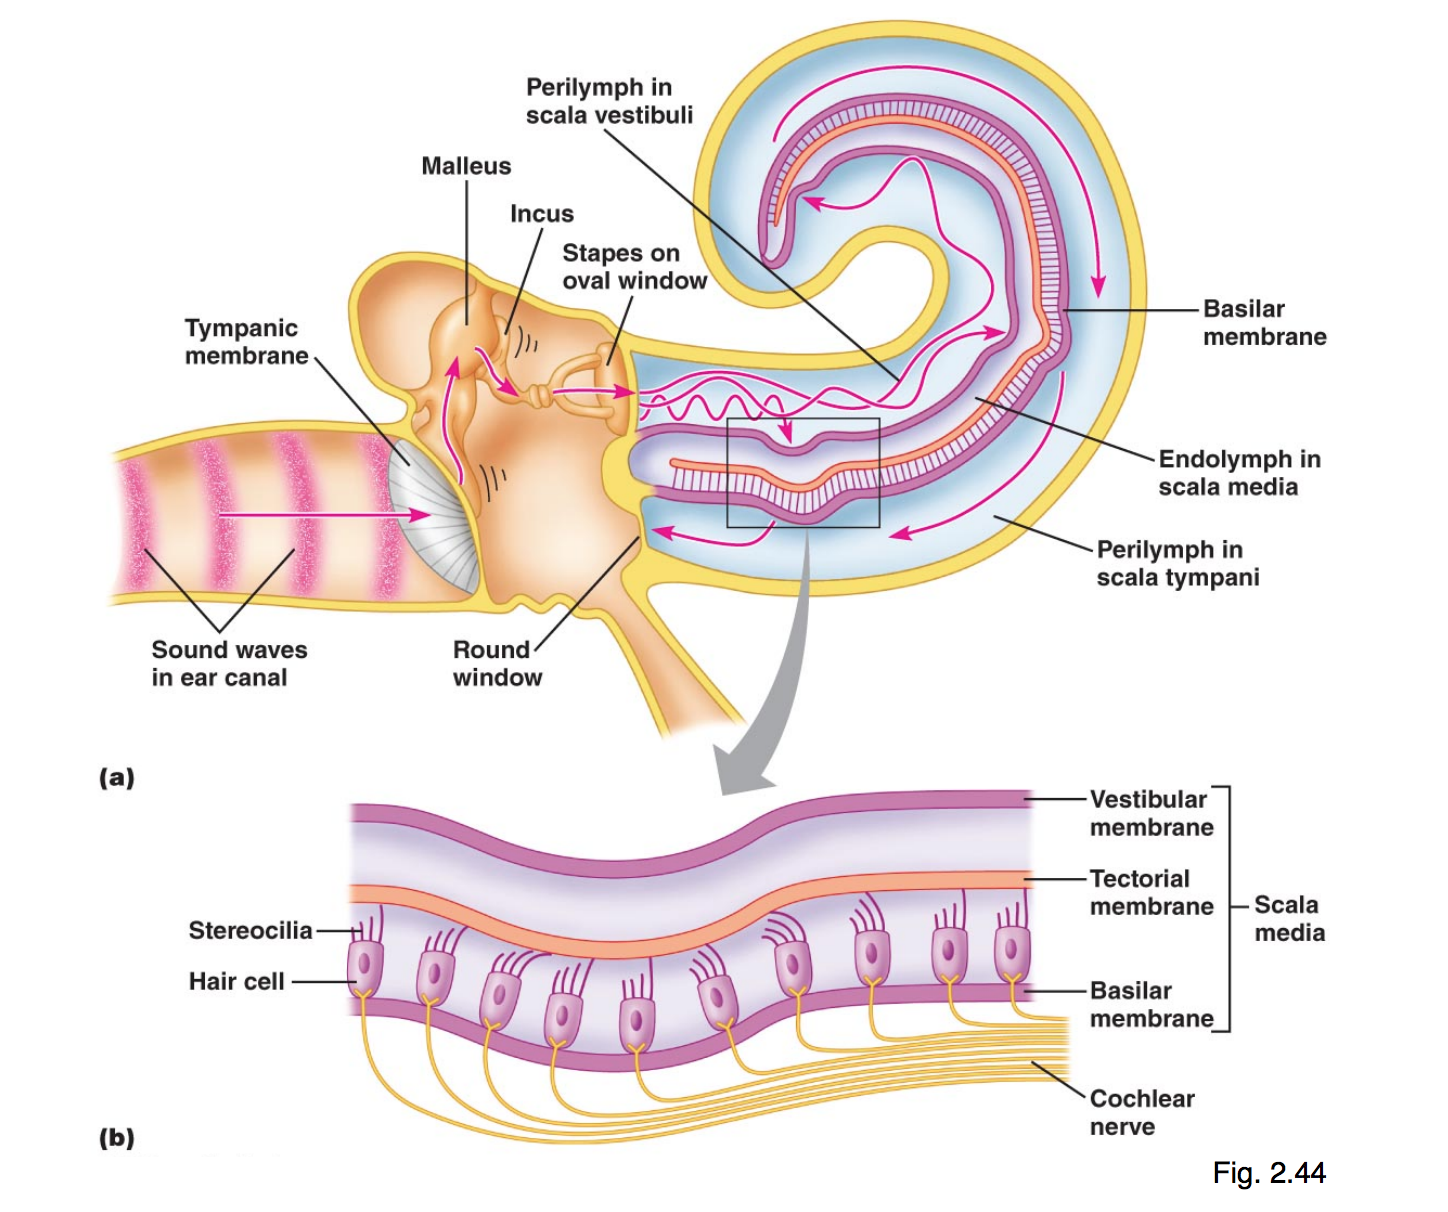 Perilymph in
scala vestibuli
Malleus
Incus
Stapes on
oval window
Tympanic
membrane
Basilar
membrane
Endolymph in
scala media
Perilymph in
scala tympani
Sound waves
in ear canal
Round
window
(a)
Vestibular
membrane
Tectorial
membrane
Scala
media
Stereocilia
Hair cell
Basilar
membrane
Cochlear
nerve
(b)
Fig. 2.44